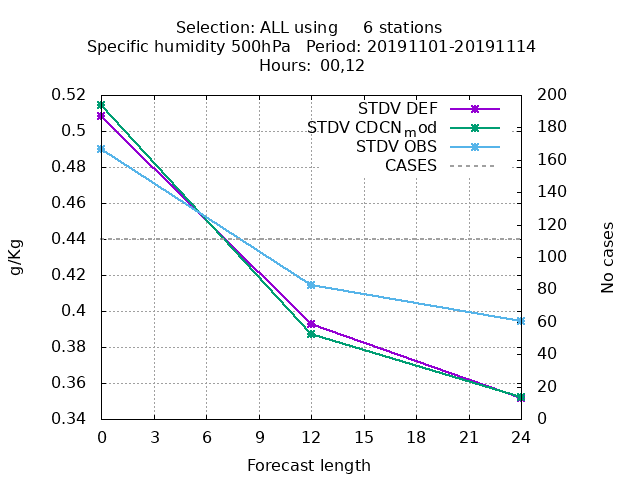 Selection: ALL using     6 stations
Specific humidity 500hPa   Period: 20191101-20191114
Hours:  00,12
STDV DEF
STDV CDCN_mod
STDV OBS
CASES
g/Kg
0.52
0.5
0.48
0.46
0.44
0.42
0.4
0.38
0.36
0.34
200
180
160
140
120
100
80
60
40
20
0
No cases
0 3 6 9 12 15 18 21 24
Forecast length